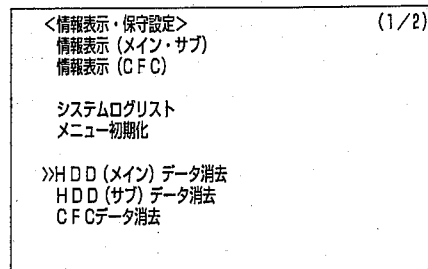 <情報表示・保守設定> (1/2)
情報表示(メイン・サブ)
情報表示(CFC)
システムログリスト
メニュー初期化
》HDD(メイン)データ消去
HDD(サブ)データ消去
CFCデータ消去